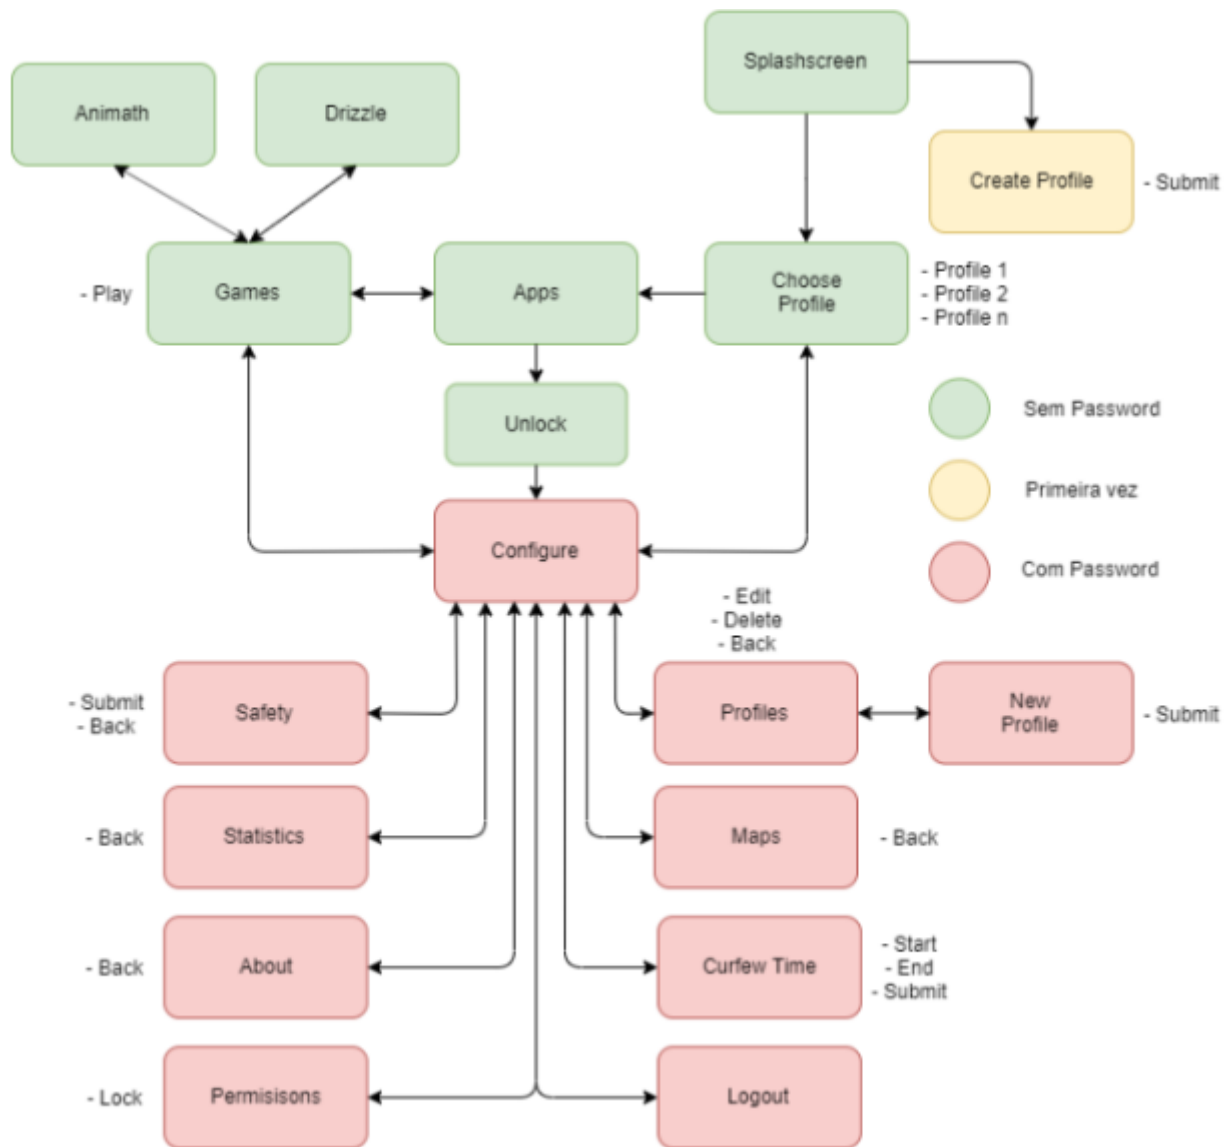 Splashscreen
Animath
Drizzle
Create Profile
- Submit
- Play
Games
Apps
Choose
Profile
- Profile 1
- Profile 2
- Profile n
Unlock
Sem Password
Primeira vez
Configure
Com Password
- Edit
- Delete
- Back
- Submit
- Back
Safety
Profiles
New
Profile
- Submit
- Back
Statistics
Maps
- Back
- Back
About
Curfew Time
- Start
- End
- Submit
- Lock
Permisisons
Logout